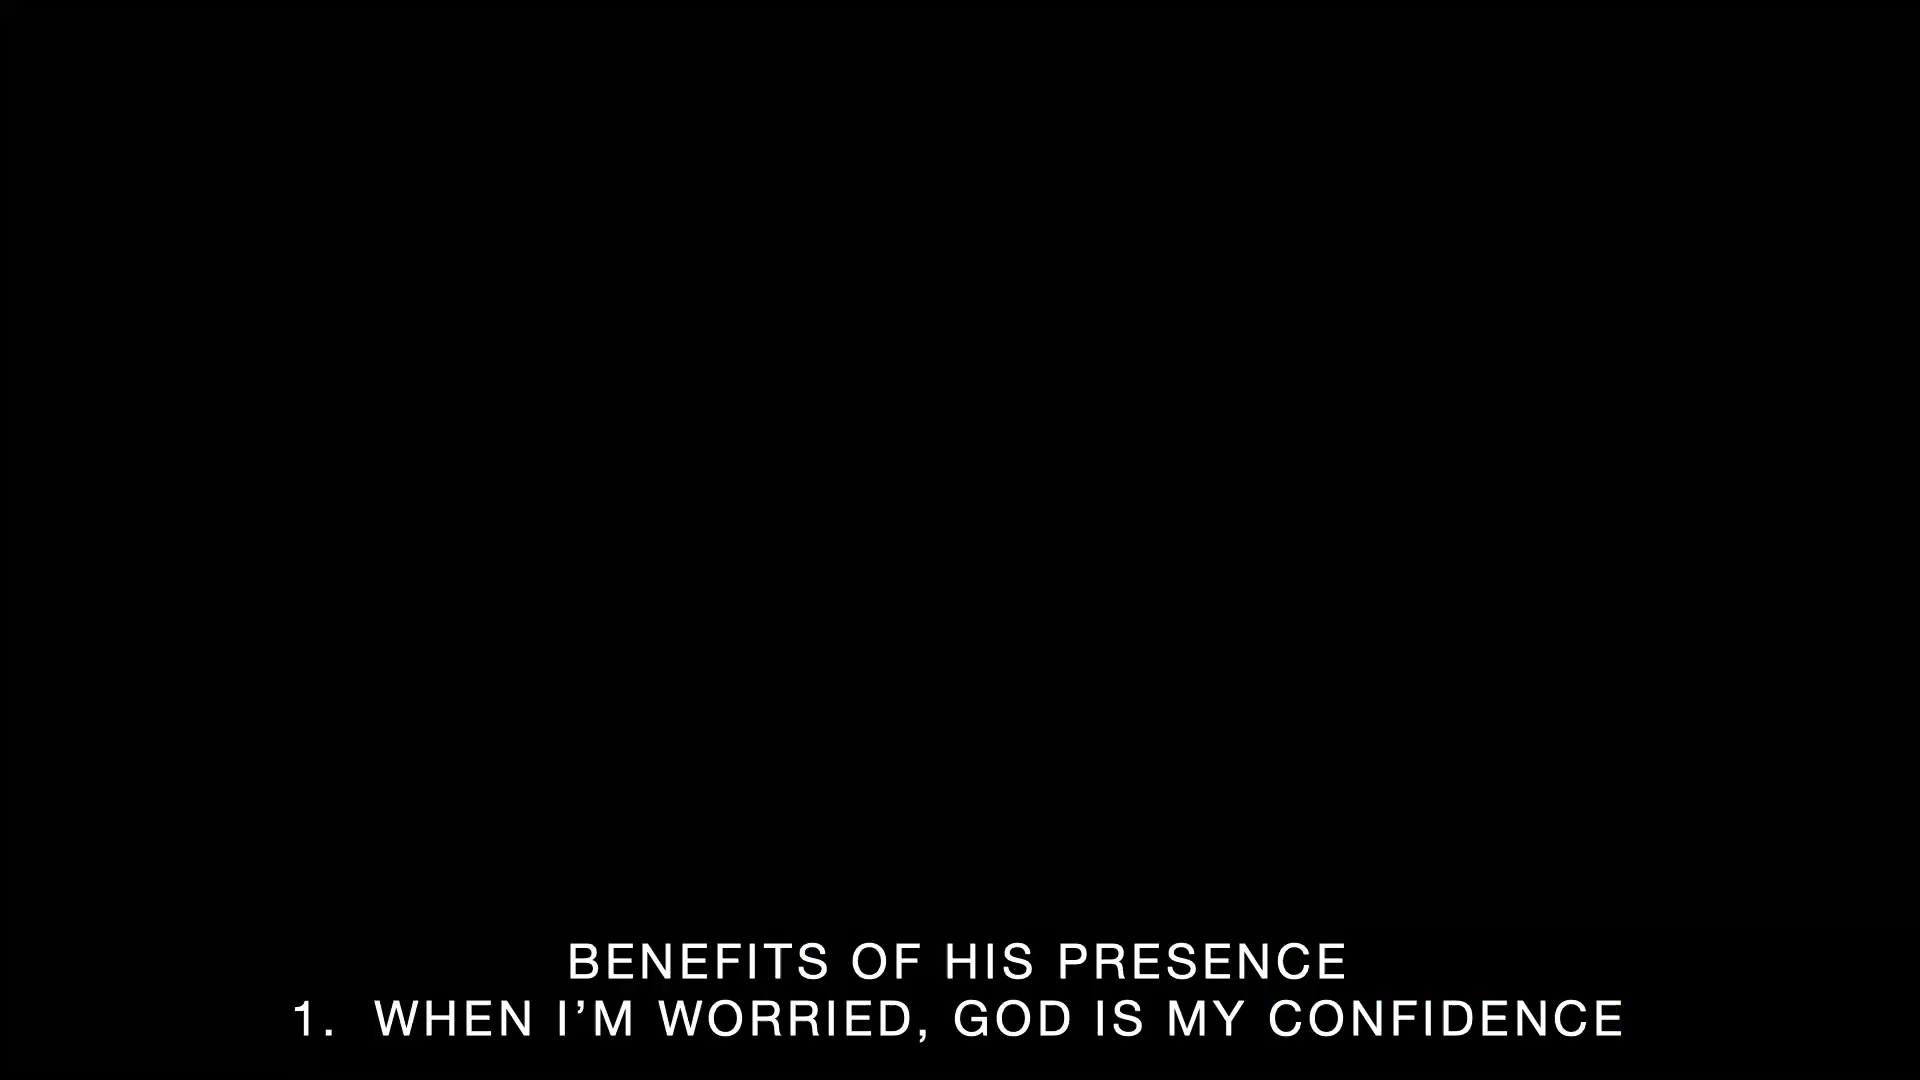 BENEFITS OF HIS PRESENCE
1. WHEN I’M WORRIED, GOD IS MY CONFIDENCE